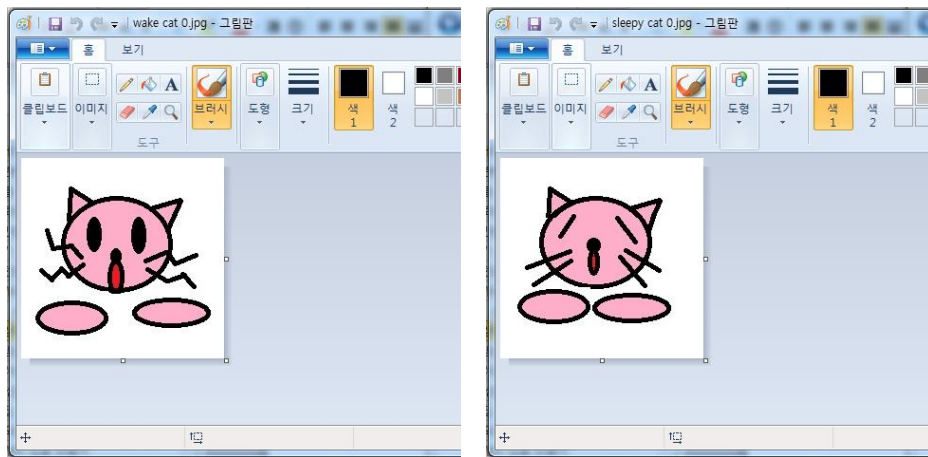 wake cat 0.jpg - 그림판
홈 보기
클립보드 이미지 브러시 도형 크기 색 색
1 2
도구
sleepy cat 0.jpg - 그림판
홈 보기
클립보드 이미지 브러시 도형 크기 색 색
1 2
도구